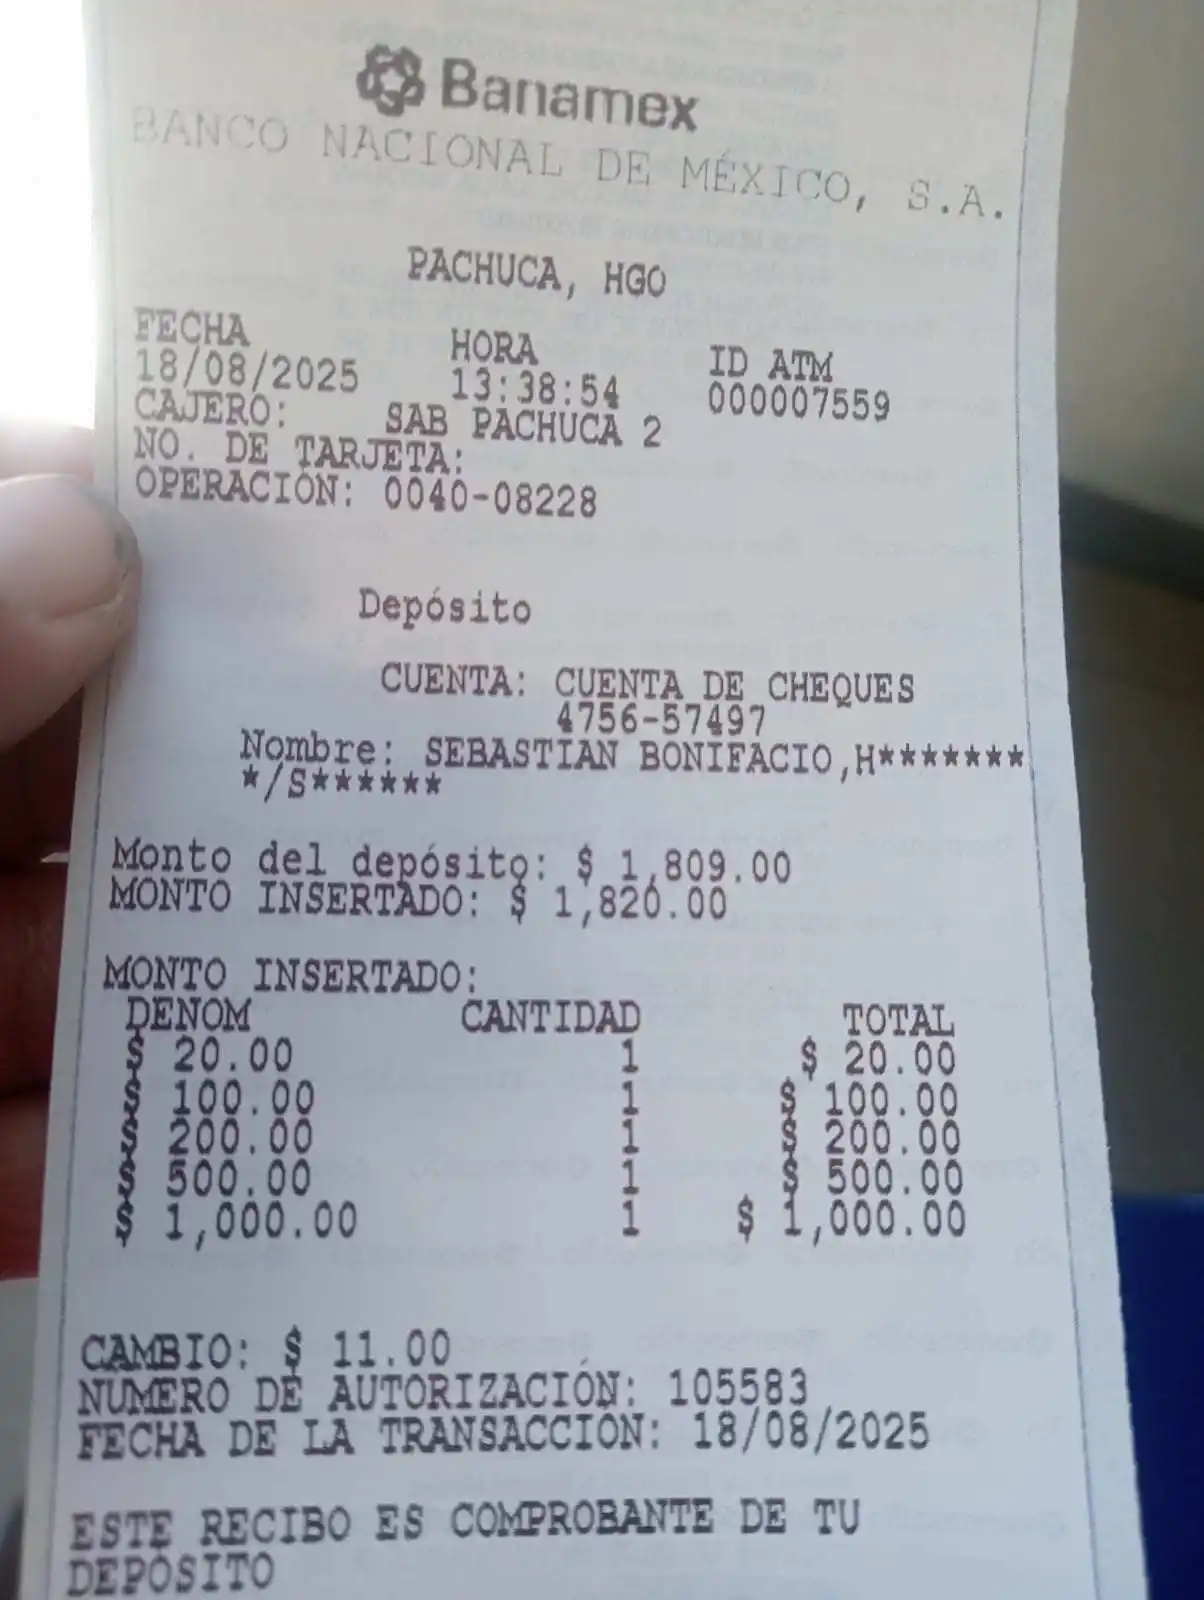 Banamex
BANCO NACIONAL DE MÉXICO, S.A.
PACHUCA, HGO
FECHA HORA ID ATM
18/08/2025 13:38:54 000007559
CAJERO: SAB PACHUCA 2
NO. DE TARJETA:
OPERACIÓN: 0040-08228
Depósito
CUENTA: CUENTA DE CHEQUES
4756-57497
Nombre: SEBASTIAN BONIFACIO,H*******
*/S******
Monto del depósito: $ 1,809.00
MONTO INSERTADO: $ 1,820.00
MONTO INSERTADO:
DENOM CANTIDAD TOTAL
$ 20.00 1 $ 20.00
$ 100.00 1 $ 100.00
$ 200.00 1 $ 200.00
$ 500.00 1 $ 500.00
$ 1,000.00 1 $ 1,000.00
CAMBIO: $ 11.00
NÚMERO DE AUTORIZACIÓN: 105583
FECHA DE LA TRANSACCIÓN: 18/08/2025
ESTE RECIBO ES COMPROBANTE DE TU
DEPÓSITO